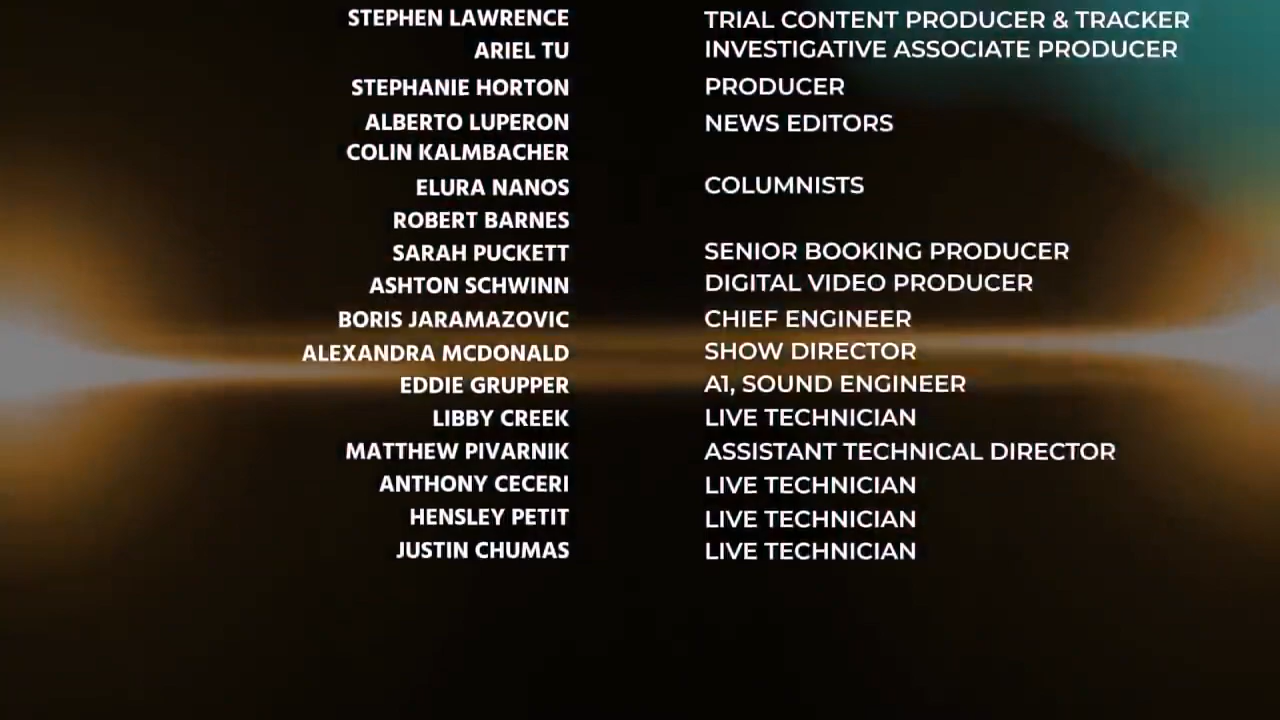 STEPHEN LAWRENCE TRIAL CONTENT PRODUCER & TRACKER
ARIEL TU INVESTIGATIVE ASSOCIATE PRODUCER
STEPHANIE HORTON PRODUCER
ALBERTO LUPERON NEWS EDITORS
COLIN KALMBACHER
ELURA NANOS COLUMNISTS
ROBERT BARNES
SARAH PUCKETT SENIOR BOOKING PRODUCER
ASHTON SCHWINN DIGITAL VIDEO PRODUCER
BORIS JARAMAZOVIC CHIEF ENGINEER
ALEXANDRA MCDONALD SHOW DIRECTOR
EDDIE GRUPPER A1, SOUND ENGINEER
LIBBY CREEK LIVE TECHNICIAN
MATTHEW PIVARNIK ASSISTANT TECHNICAL DIRECTOR
ANTHONY CECERI LIVE TECHNICIAN
HENSLEY PETIT LIVE TECHNICIAN
JUSTIN CHUMAS LIVE TECHNICIAN